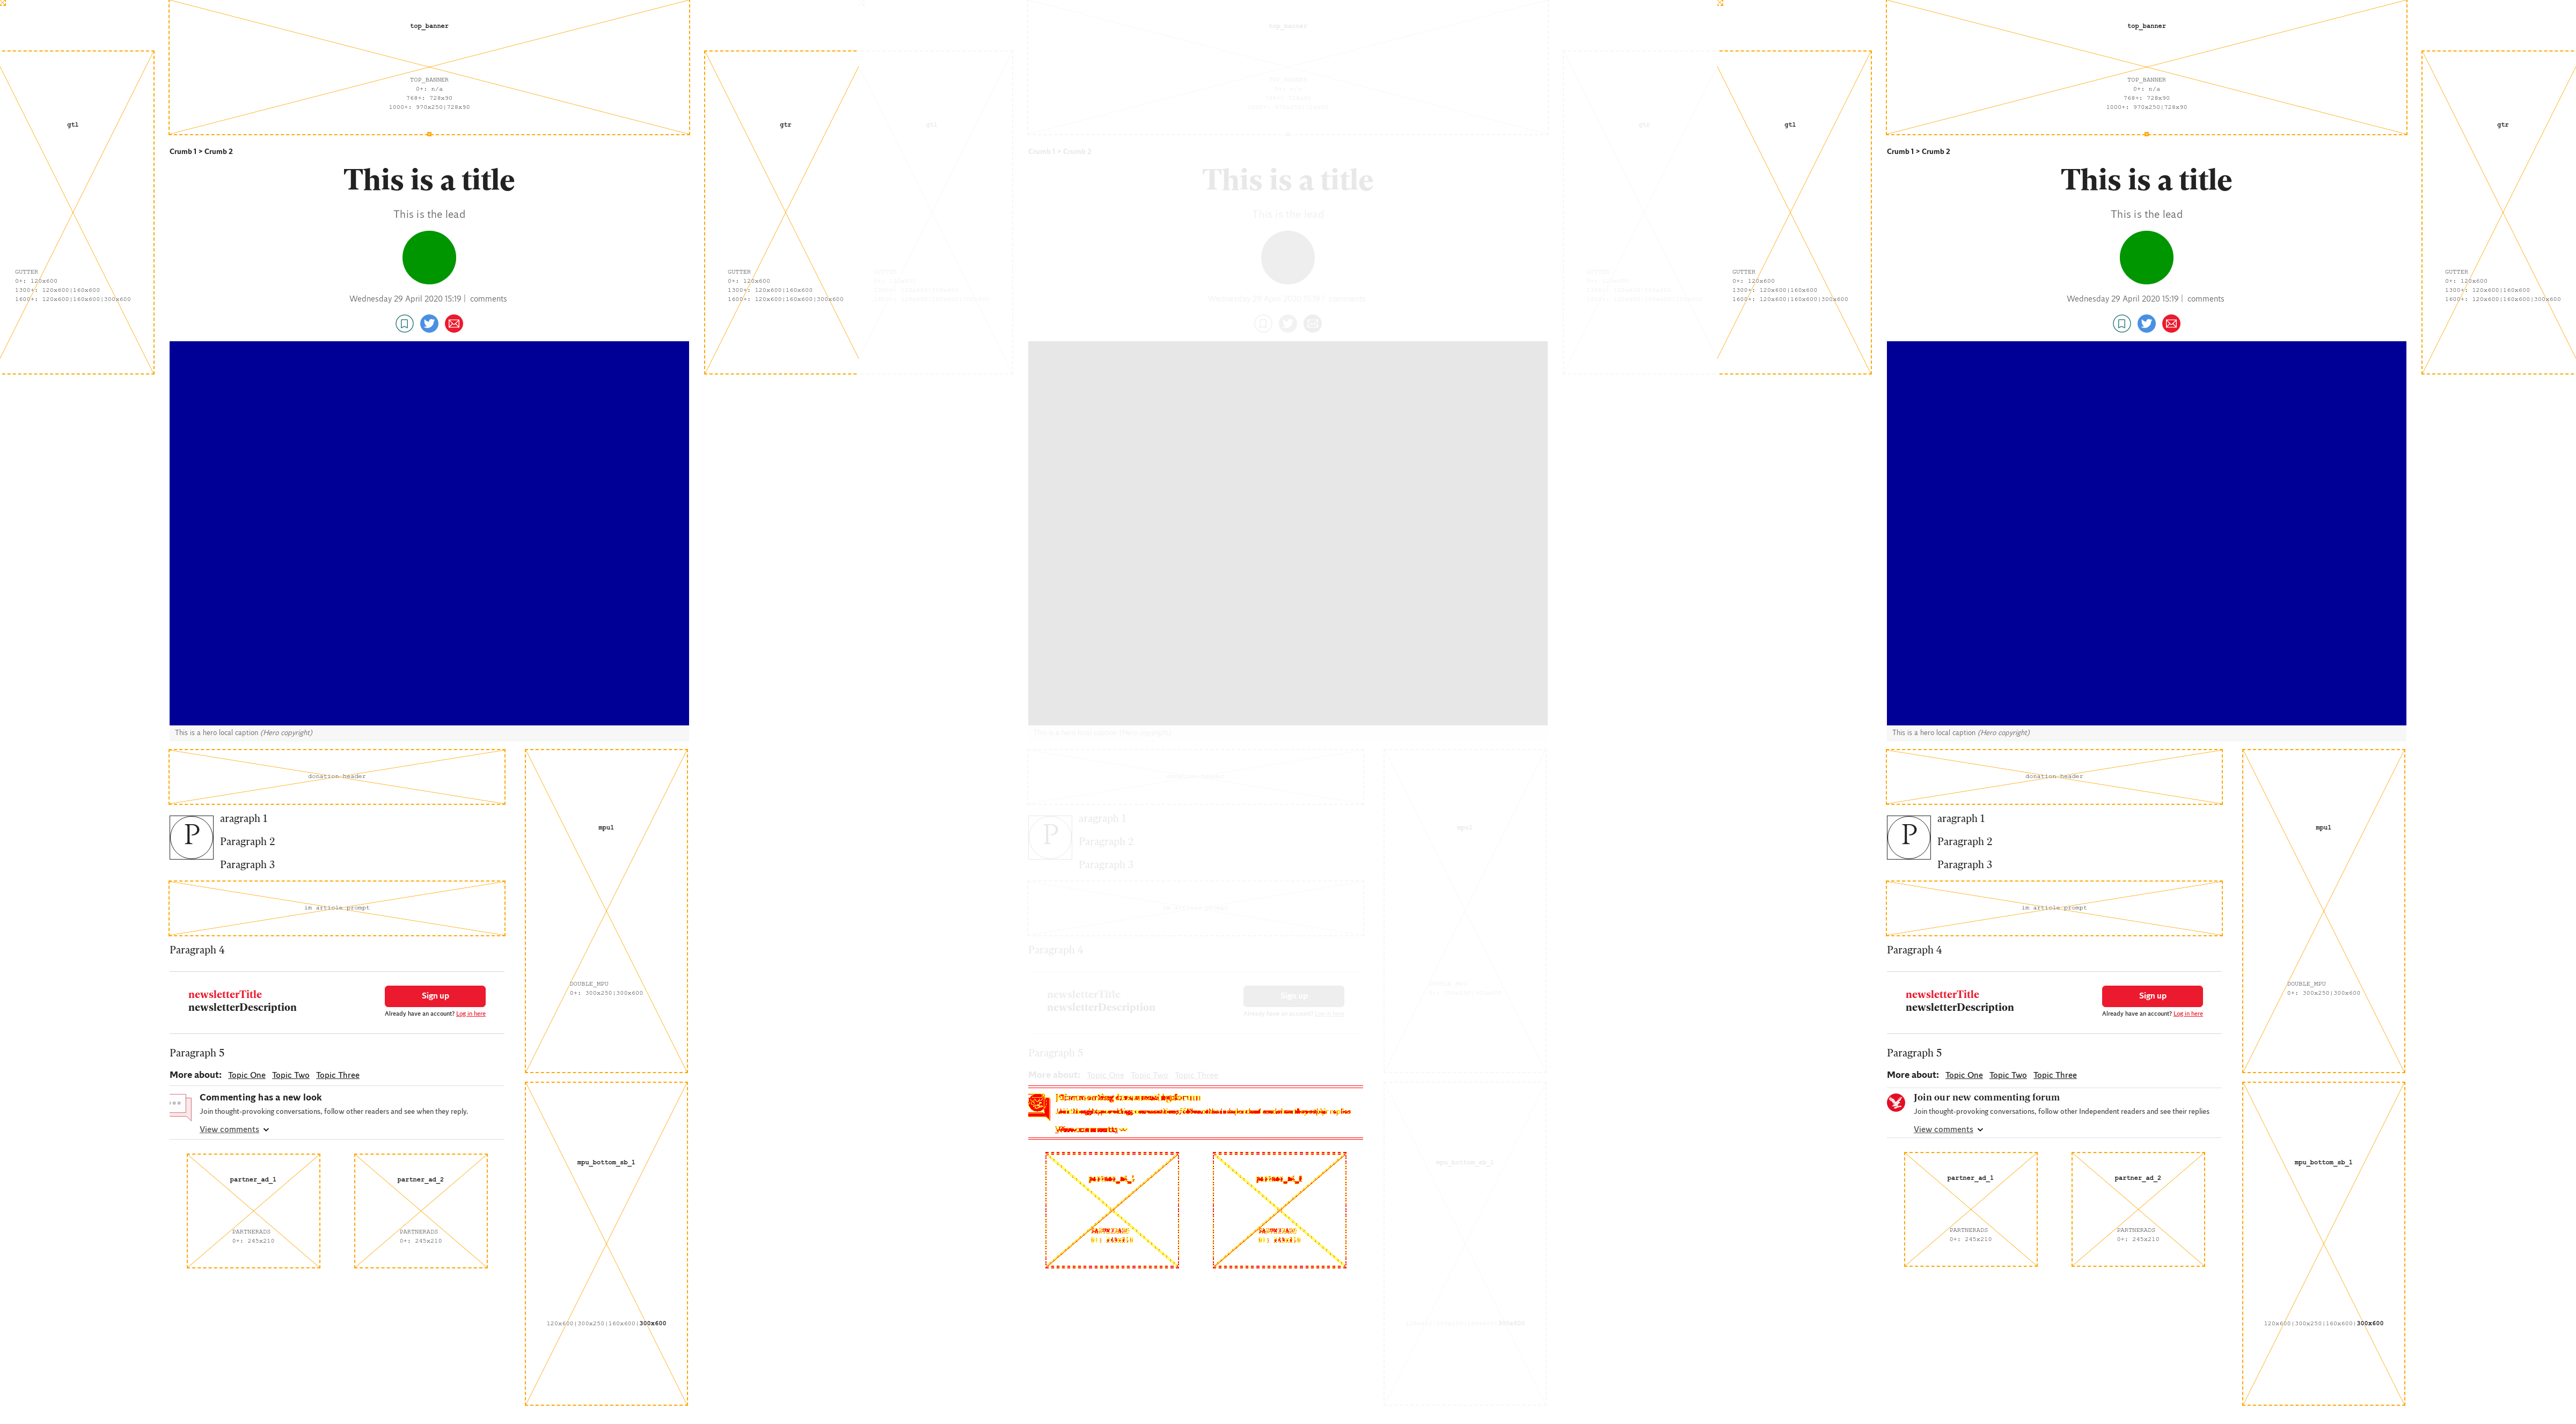 top_banner
TOP_BANNER
0+: n/a
768+: 728x90
1000+: 970x250|728x90
gtl
GUTTER
0+: 120x600
1300+: 120x600|160x600
1600+: 120x600|160x600|300x600
gtr
GUTTER
0+: 120x600
1300+: 120x600|160x600
1600+: 120x600|160x600|300x600
Crumb 1 > Crumb 2
This is a title
This is the lead
Wednesday 29 April 2020 15:19 | comments
This is a hero local caption (Hero copyright)
donation header
aragraph 1
P
Paragraph 2
Paragraph 3
im article prompt
Paragraph 4
newsletterTitle
newsletterDescription
Sign up
Already have an account? Log in here
Paragraph 5
More about: Topic One Topic Two Topic Three
Commenting has a new look
Join thought-provoking conversations, follow other readers and see when they reply.
View comments
partner_ad_1
PARTNERADS
0+: 245x210
partner_ad_2
PARTNERADS
0+: 245x210
mpu1
DOUBLE_MPU
0+: 300x250|300x600
mpu_bottom_sb_1
120x600|300x250|160x600|300x600
top_banner
TOP_BANNER
gtl
gtr
Crumb 1 > Crumb 2
This is a title
This is the lead
Wednesday 29 April 2020 15:19 | comments
This is a hero local caption (Hero copyright)
aragraph 1
P
Paragraph 2
Paragraph 3
Paragraph 4
newsletterTitle
newsletterDescription
Sign up
Already have an account? Log in here
Paragraph 5
More about: Topic One Topic Two Topic Three
mpu1
mpu_bottom_sb_1
top_banner
TOP_BANNER
0+: n/a
768+: 728x90
1000+: 970x250|728x90
gtl
GUTTER
0+: 120x600
1300+: 120x600|160x600
1600+: 120x600|160x600|300x600
gtr
GUTTER
0+: 120x600
1300+: 120x600|160x600
1600+: 120x600|160x600|300x600
Crumb 1 > Crumb 2
This is a title
This is the lead
Wednesday 29 April 2020 15:19 | comments
This is a hero local caption (Hero copyright)
donation header
aragraph 1
P
Paragraph 2
Paragraph 3
im article prompt
Paragraph 4
newsletterTitle
newsletterDescription
Sign up
Already have an account? Log in here
Paragraph 5
More about: Topic One Topic Two Topic Three
Join our new commenting forum
Join thought-provoking conversations, follow other Independent readers and see their replies
View comments
partner_ad_1
PARTNERADS
0+: 245x210
partner_ad_2
PARTNERADS
0+: 245x210
mpu1
DOUBLE_MPU
0+: 300x250|300x600
mpu_bottom_sb_1
120x600|300x250|160x600|300x600